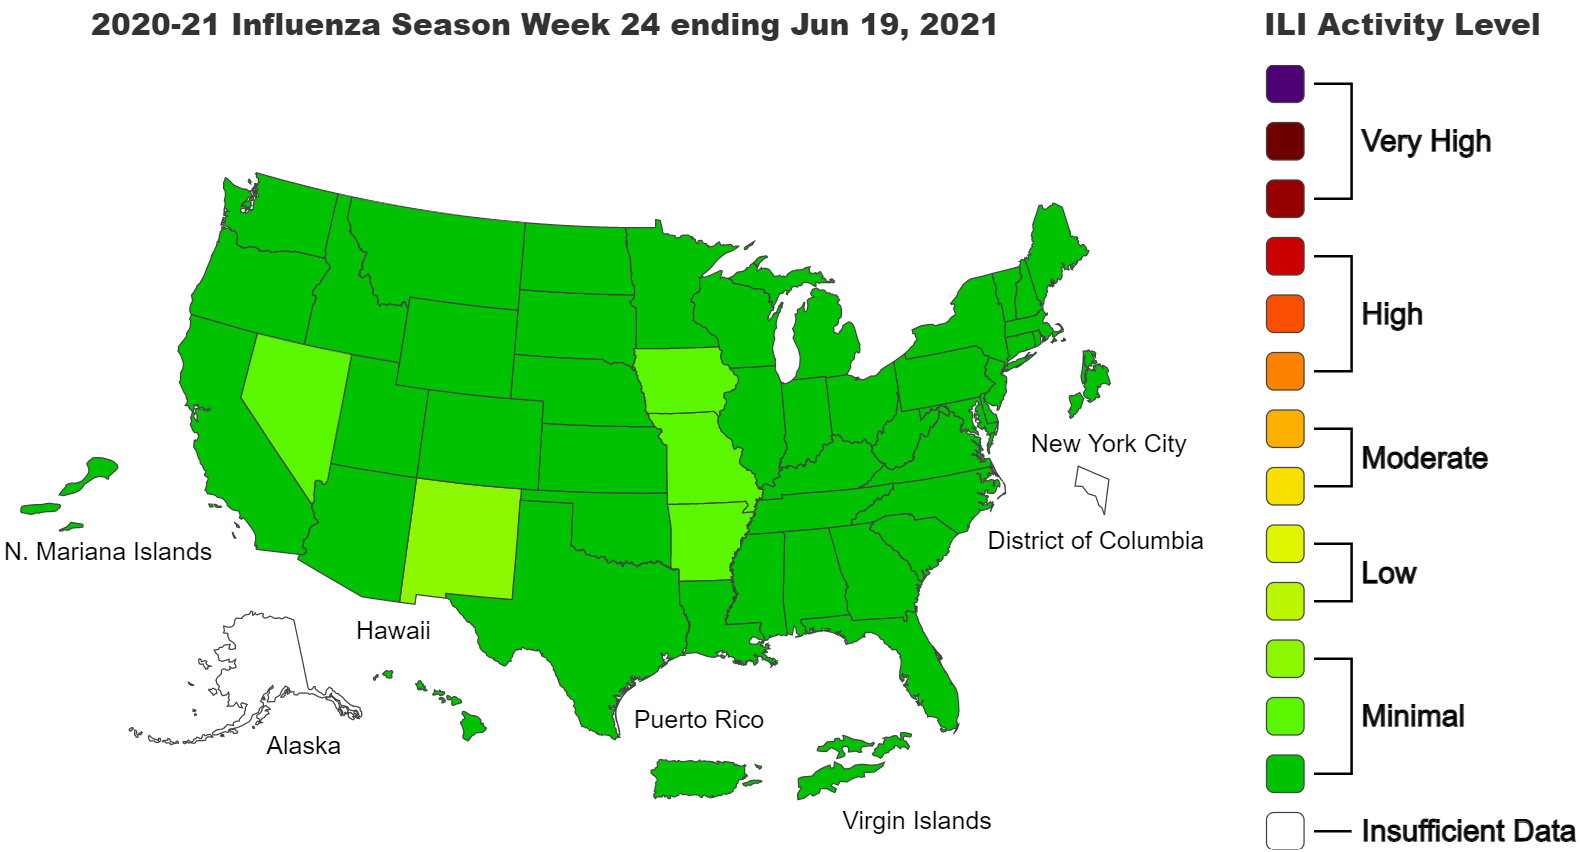 2020-21 Influenza Season Week 24 ending Jun 19, 2021
ILI Activity Level
Very High
High
Moderate
Low
Minimal
Insufficient Data
New York City
District of Columbia
N. Mariana Islands
Hawaii
Alaska
Puerto Rico
Virgin Islands